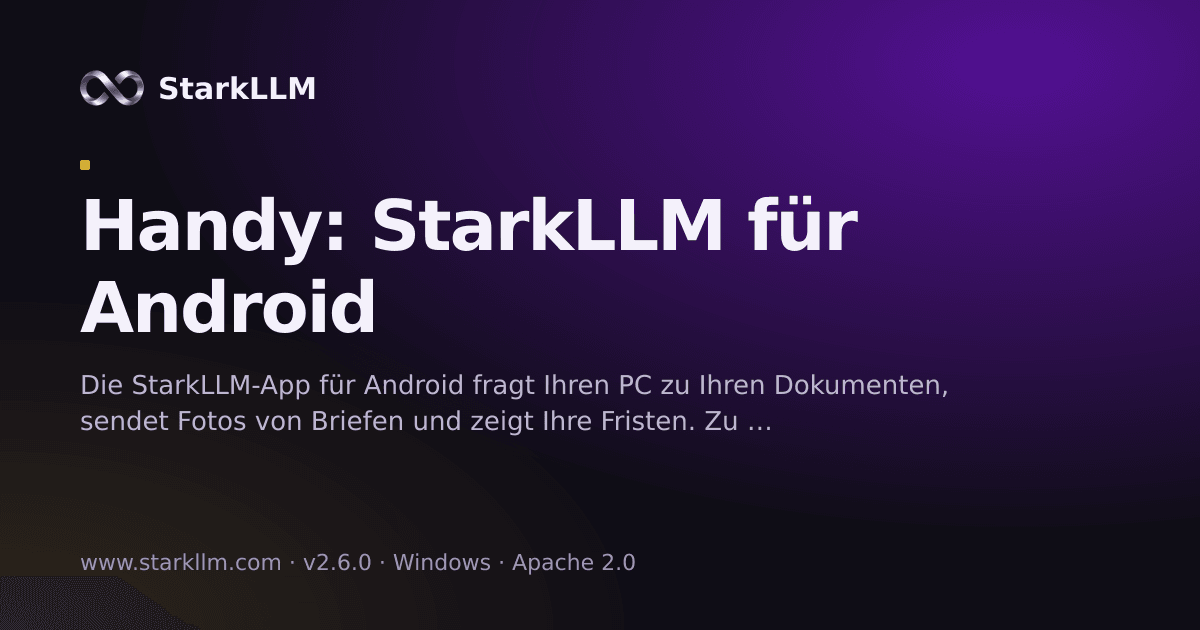 StarkLLM
Handy: StarkLLM für
Android
Die StarkLLM-App für Android fragt Ihren PC zu Ihren Dokumenten,
sendet Fotos von Briefen und zeigt Ihre Fristen. Zu …
www.starkllm.com · v2.6.0 · Windows · Apache 2.0